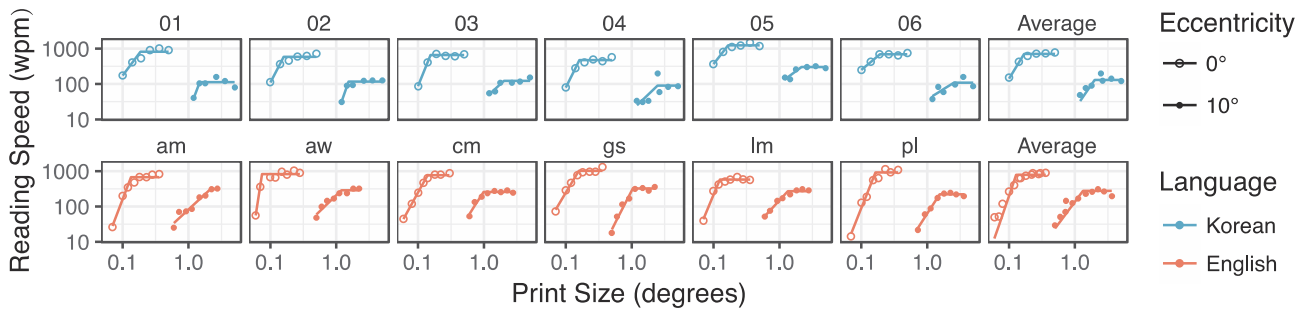 01 02 03 04 05 06 Average
Eccentricity
0°
10°
1000
100
10
am aw cm gs lm pl Average
1000
100
10
Language
Korean
English
0.1 1.0 0.1 1.0 0.1 1.0 0.1 1.0 0.1 1.0 0.1 1.0 0.1 1.0
Print Size (degrees)
Reading Speed (wpm)